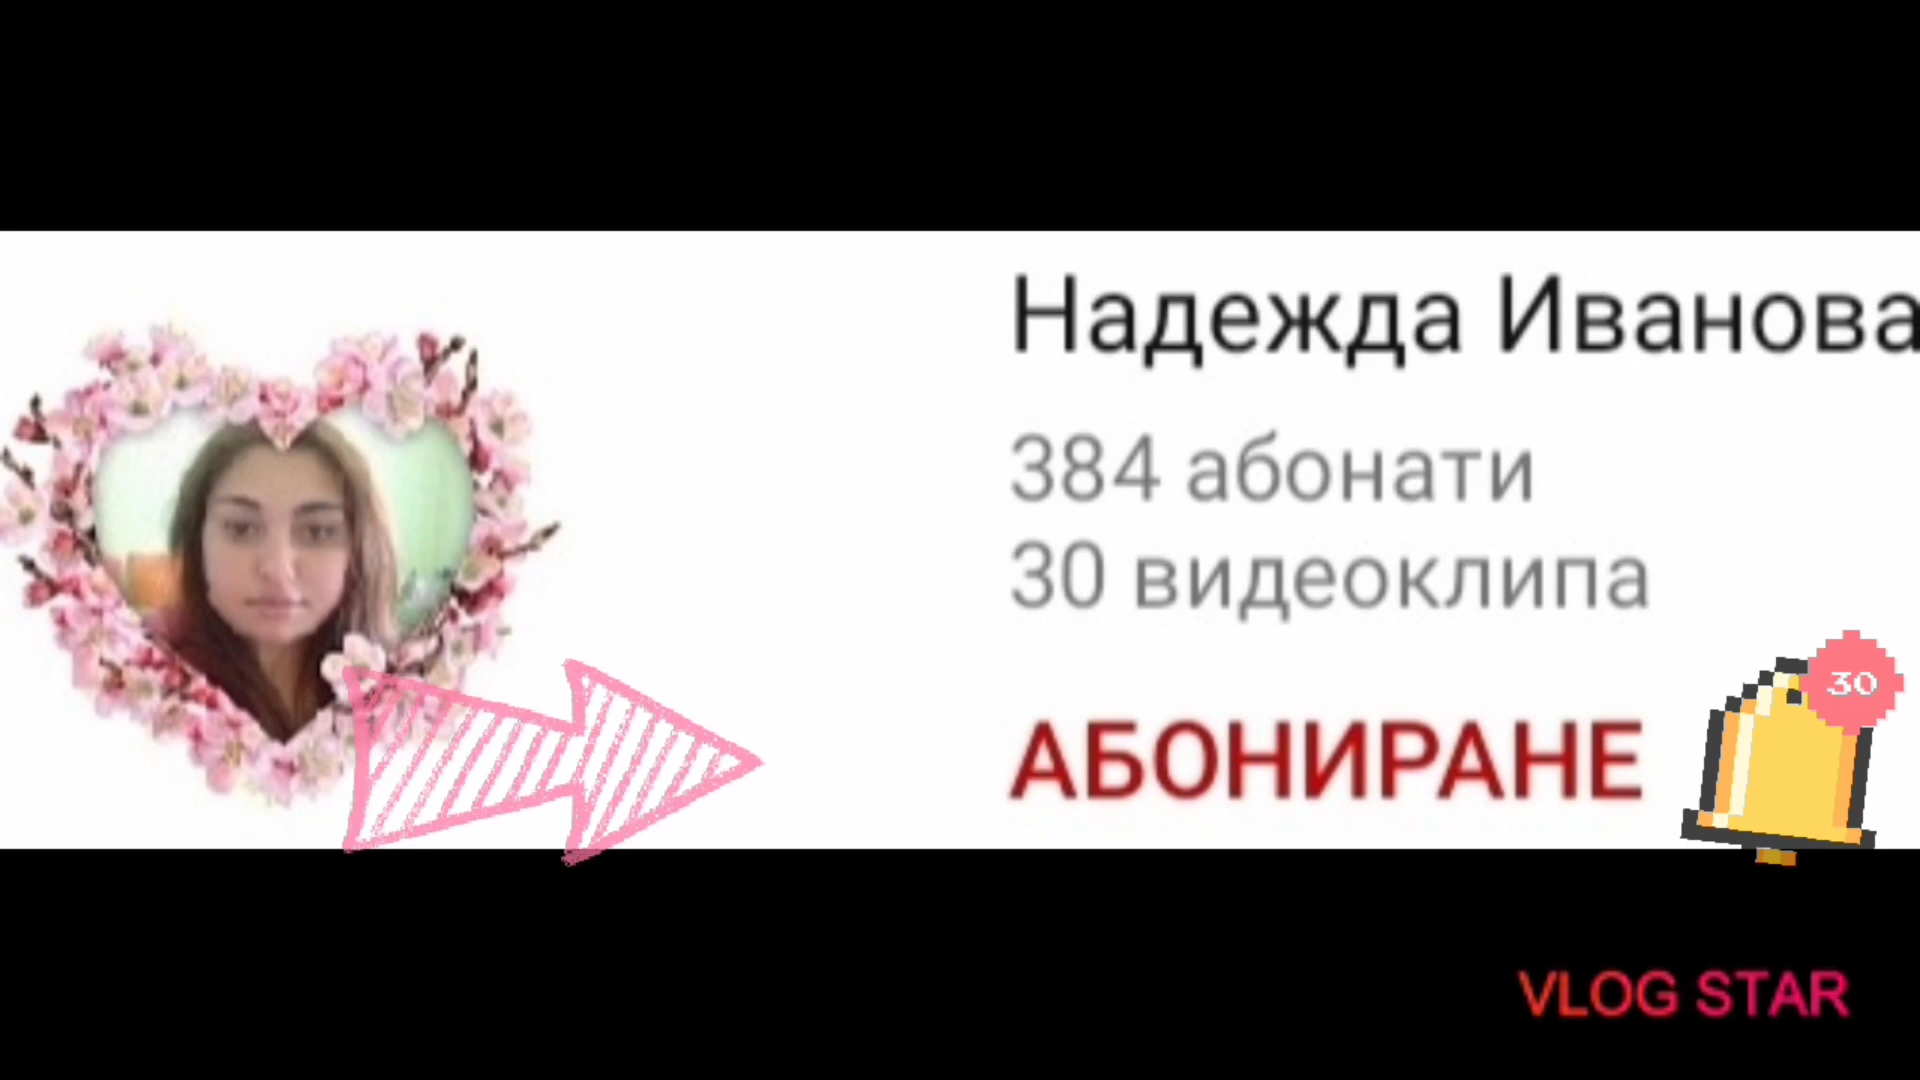 Надежда Иванова
384 абонати
30 видеоклипа
АБОНИРАНЕ
30
VLOG STAR